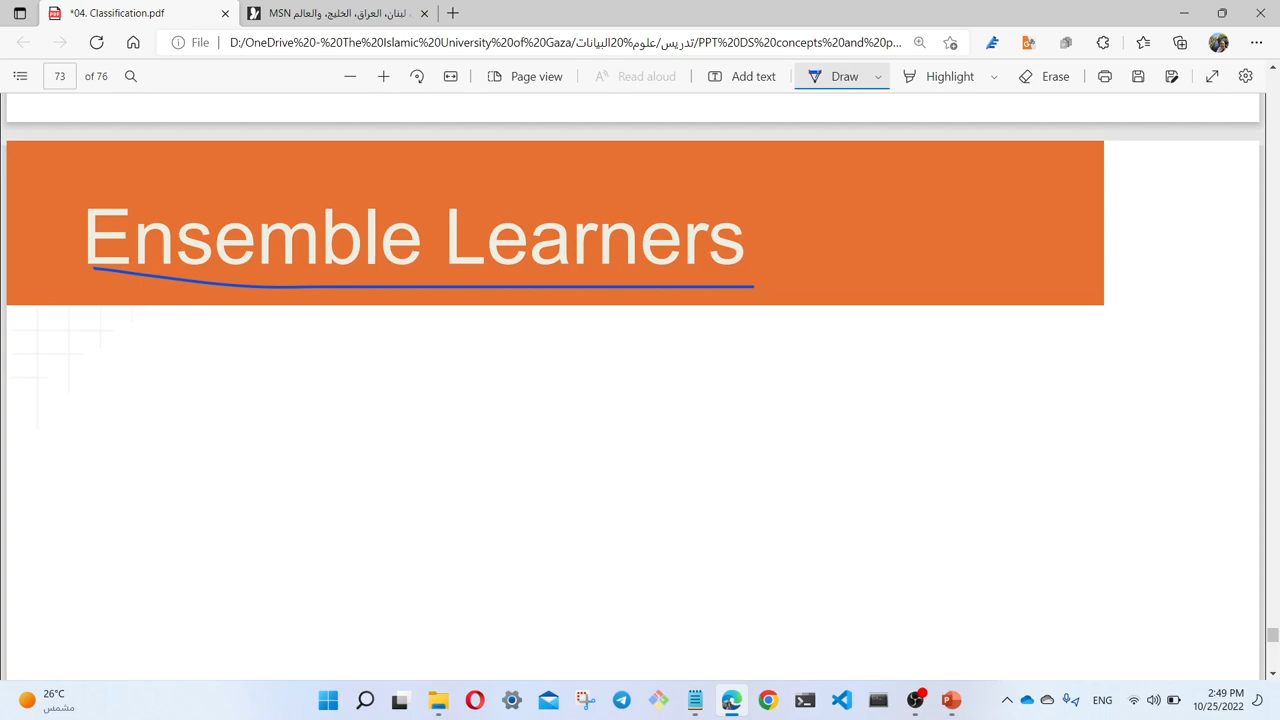 *04. Classification.pdf
MSN لبنان، العراق، الخليج، والعالم
File
D:/OneDrive%20-%20The%20Islamic%20University%20of%20Gaza/تدريس/علوم%20البيانات/PPT%20DS%20concepts%20and%20p...
73 of 76
Page view
Read aloud
Add text
Draw
Highlight
Erase
Ensemble Learners
26°C
مشمس
ENG
2:49 PM
10/25/2022